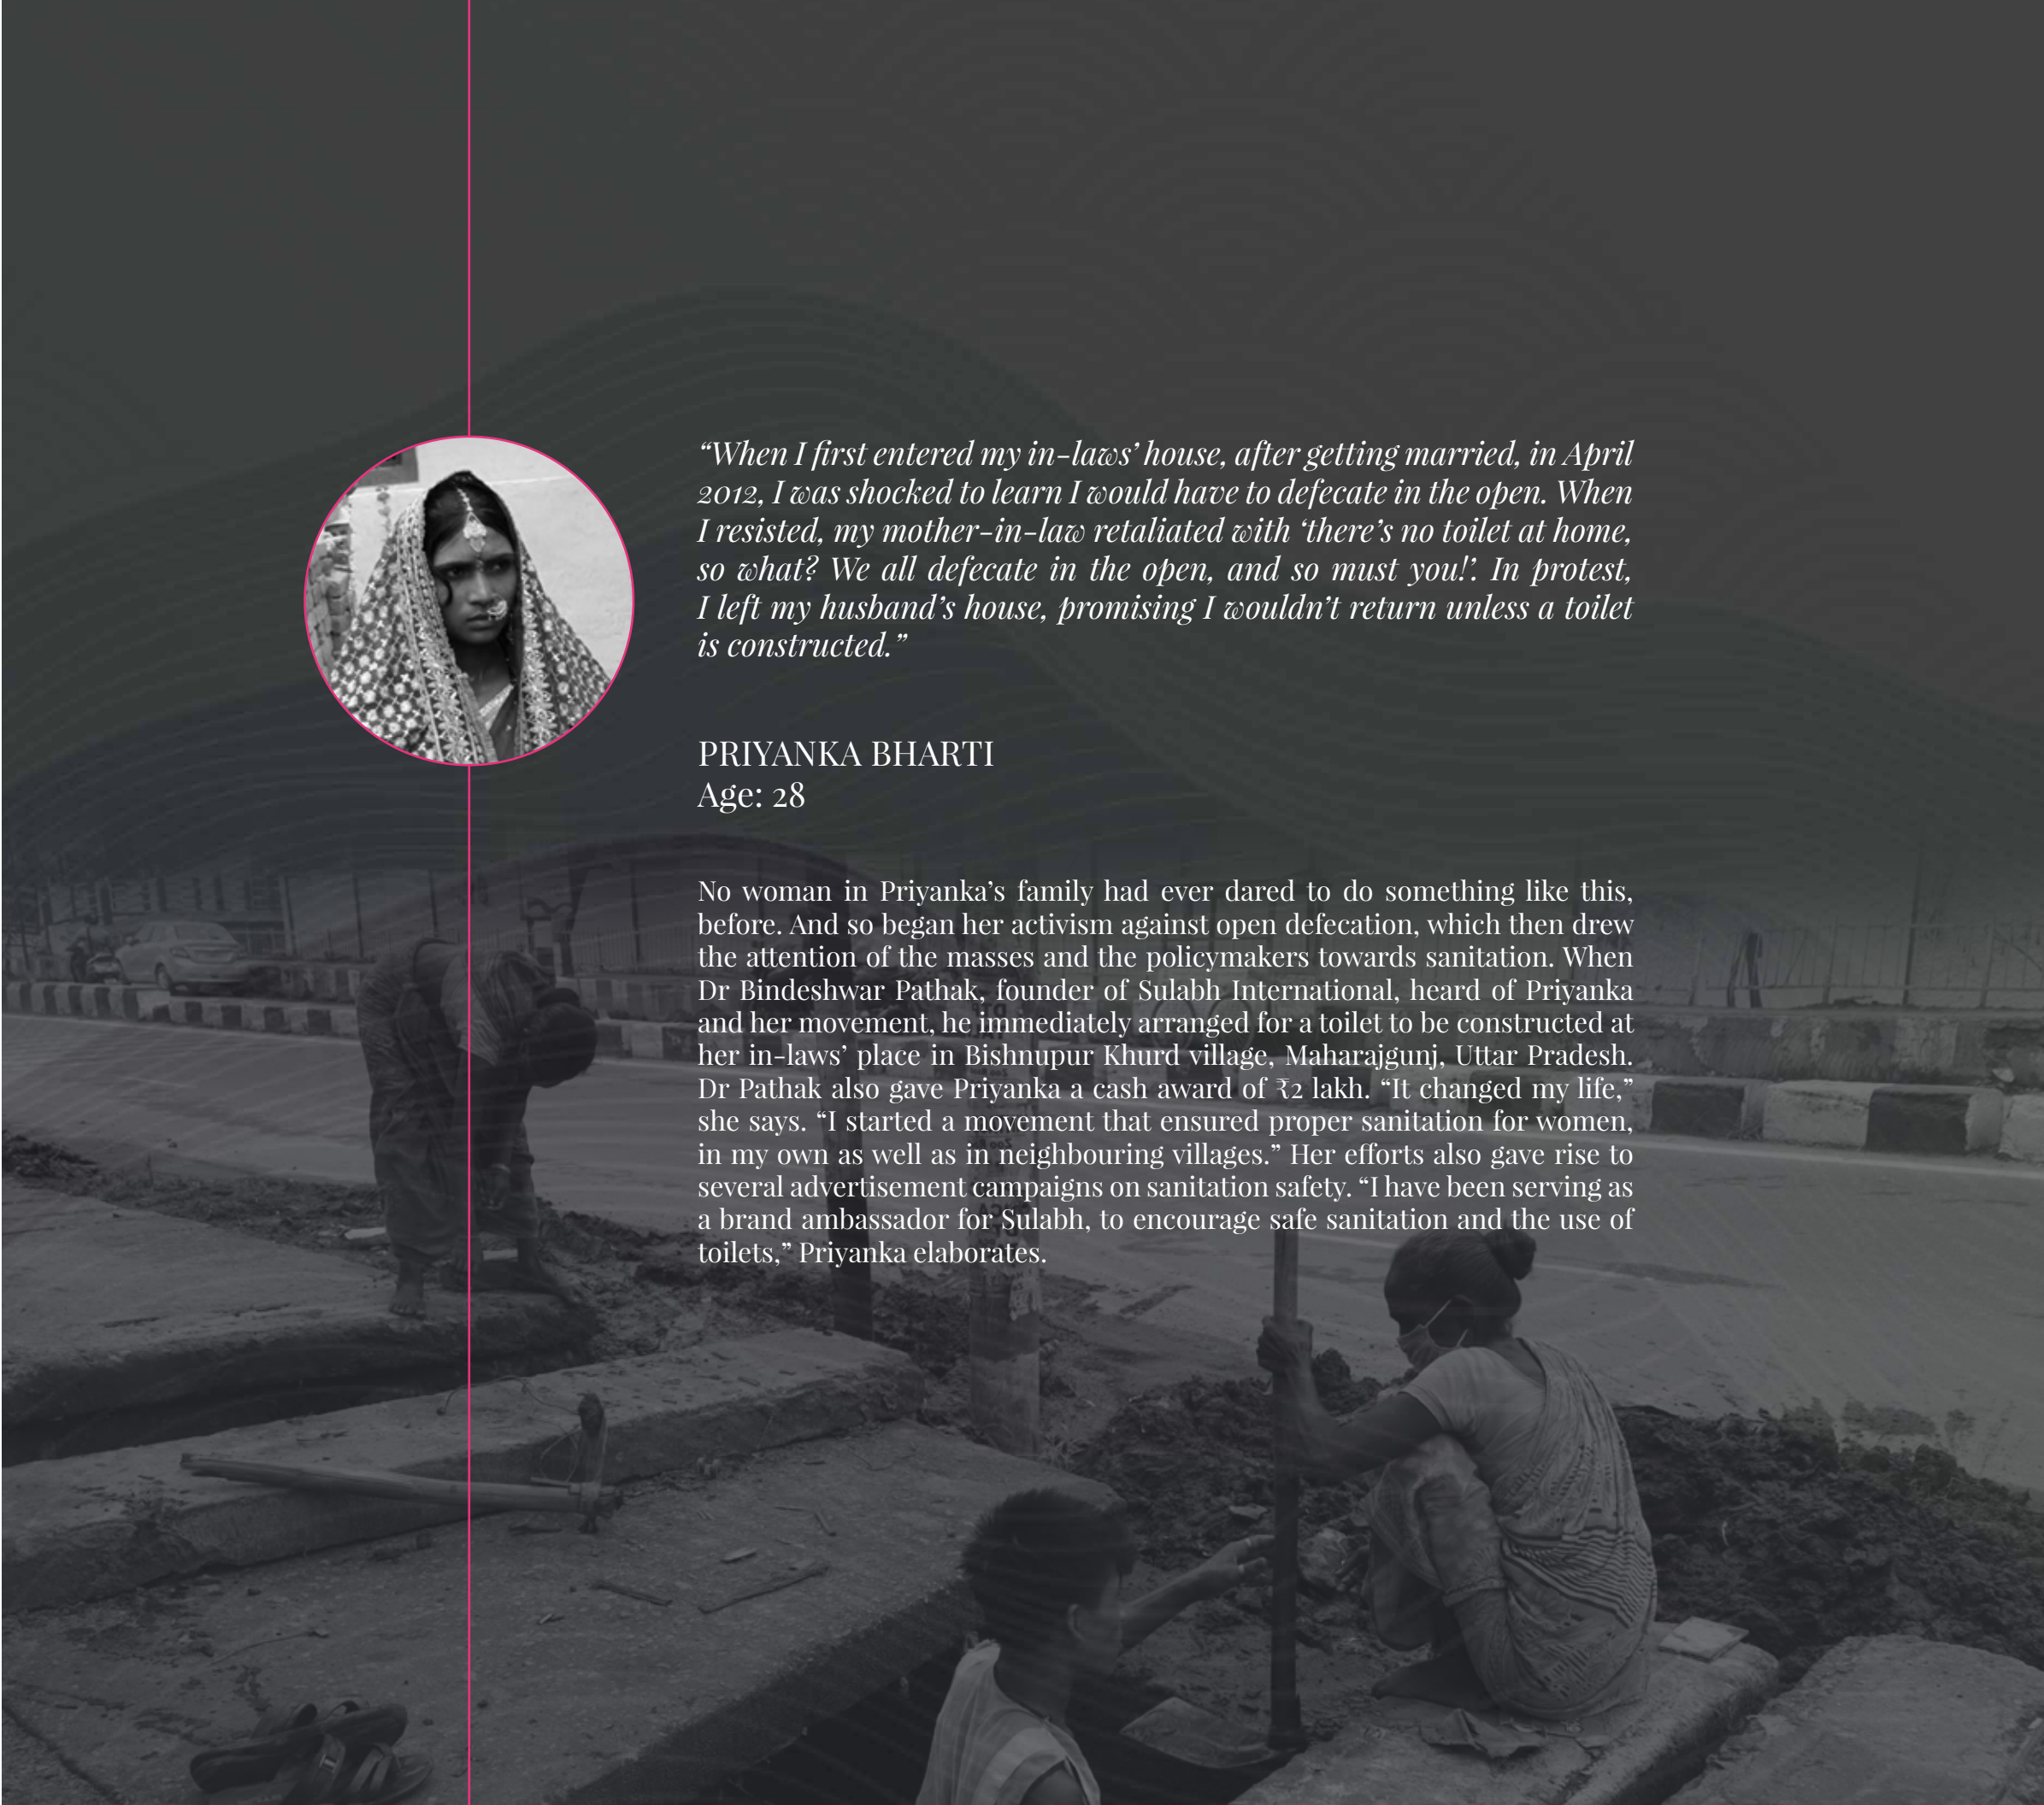 “When I first entered my in-laws’ house, after getting married, in April
2012, I was shocked to learn I would have to defecate in the open. When
I resisted, my mother-in-law retaliated with ‘there’s no toilet at home,
so what? We all defecate in the open, and so must you!’. In protest,
I left my husband’s house, promising I wouldn’t return unless a toilet
is constructed.”
PRIYANKA BHARTI
Age: 28
No woman in Priyanka’s family had ever dared to do something like this,
before. And so began her activism against open defecation, which then drew
the attention of the masses and the policymakers towards sanitation. When
Dr Bindeshwar Pathak, founder of Sulabh International, heard of Priyanka
and her movement, he immediately arranged for a toilet to be constructed at
her in-laws’ place in Bishnupur Khurd village, Maharajgunj, Uttar Pradesh.
Dr Pathak also gave Priyanka a cash award of ₹2 lakh. “It changed my life,”
she says. “I started a movement that ensured proper sanitation for women,
in my own as well as in neighbouring villages.” Her efforts also gave rise to
several advertisement campaigns on sanitation safety. “I have been serving as
a brand ambassador for Sulabh, to encourage safe sanitation and the use of
toilets,” Priyanka elaborates.